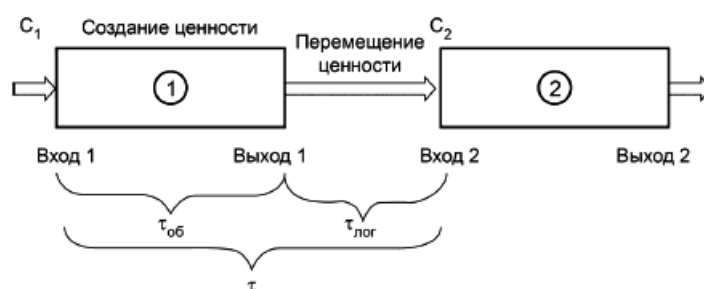 C1
Создание ценности
Перемещение
ценности
C2
1
2
Вход 1
Выход 1
Вход 2
Выход 2
τоб
τлог
τ